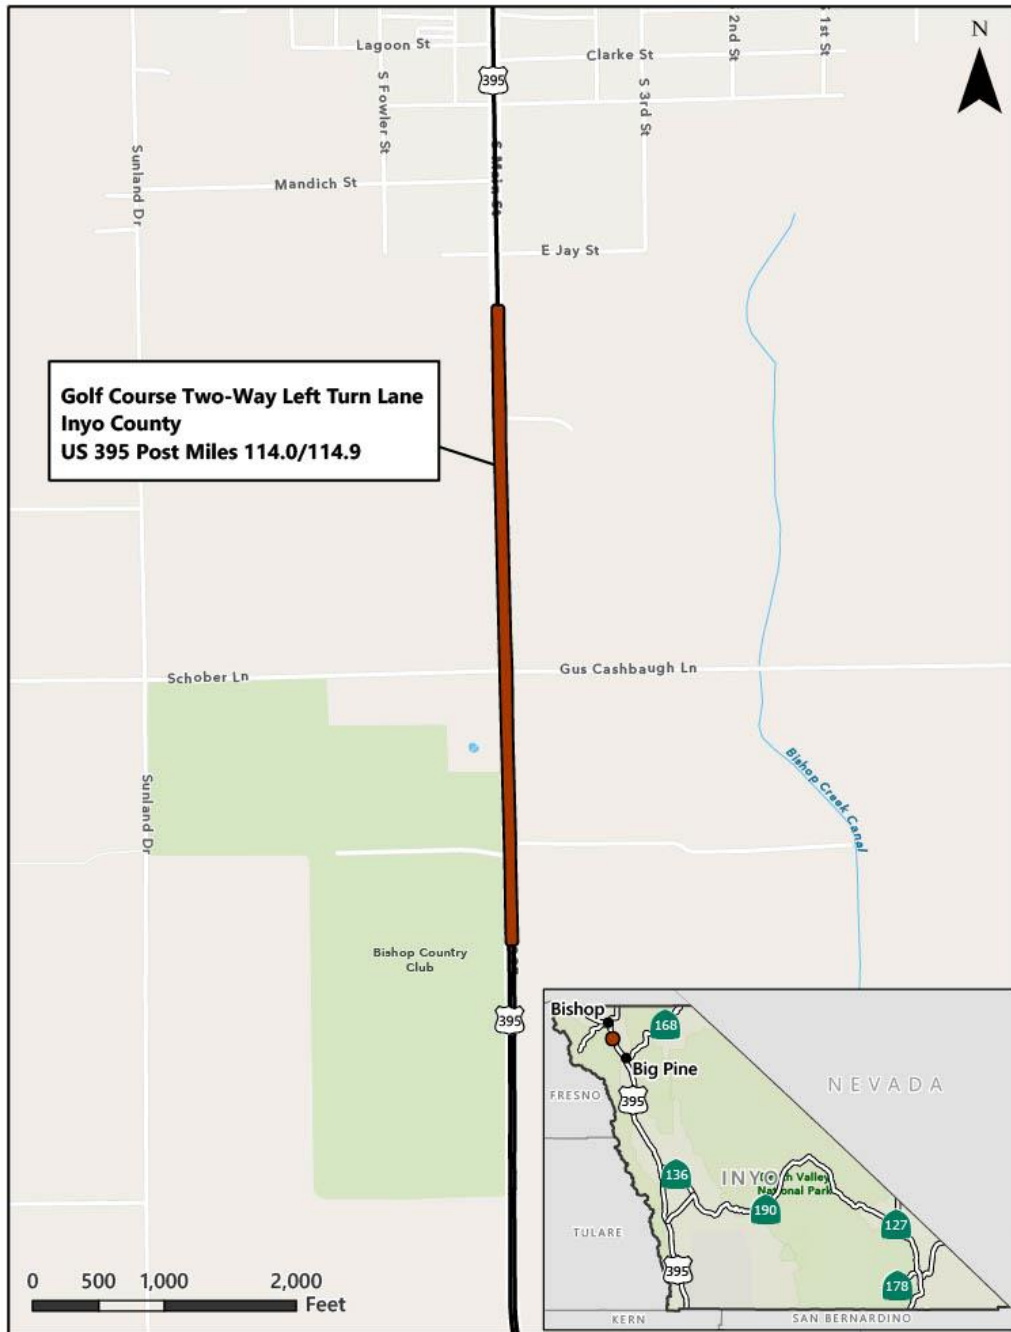 Lagoon St
Clarke St
2nd St
S 1st St
N
395
S Fowler St
S 3rd St
Sunland Dr
S Main St
Mandich St
E Jay St
Golf Course Two-Way Left Turn Lane
Inyo County
US 395 Post Miles 114.0/114.9
Schober Ln
Gus Cashbaugh Ln
Sunland Dr
Bishop Creek Canal
Bishop Country
Club
395
Bishop
168
Big Pine
NEVADA
FRESNO
395
136
INYO
Valley
National Park
190
127
TULARE
395
178
KERN
SAN BERNARDINO
0 500 1,000 2,000
Feet